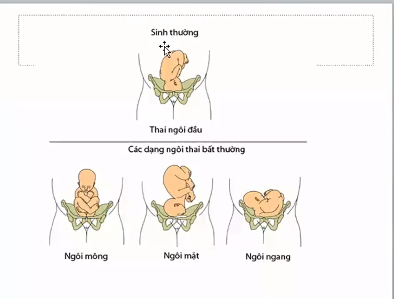 Sinh thường
Thai ngôi đầu
Các dạng ngôi thai bất thường
Ngôi mông
Ngôi mặt
Ngôi ngang